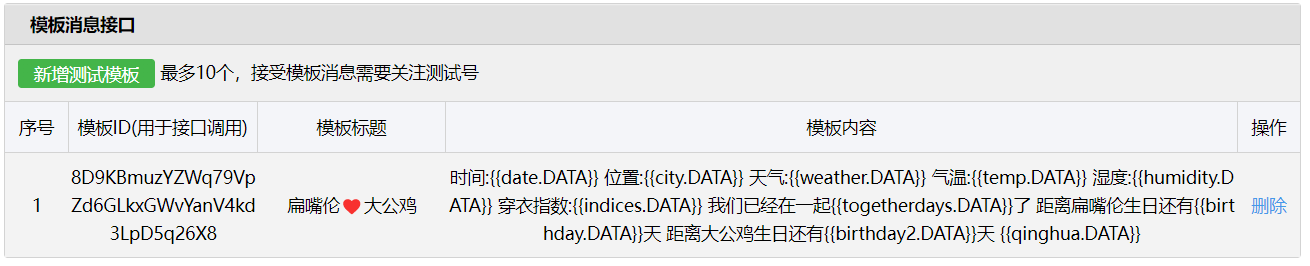 模板消息接口
新增测试模板 最多10个，接受模板消息需要关注测试号
序号 模板ID(用于接口调用) 模板标题 模板内容 操作
1
8D9KBmuzYZWq79Vp
Zd6GLkxGWvYanV4kd
3LpD5q26X8
扁嘴伦❤️大公鸡
时间:{{date.DATA}} 位置:{{city.DATA}} 天气:{{weather.DATA}} 气温:{{temp.DATA}} 湿度:{{humidity.D
ATA}} 穿衣指数:{{indices.DATA}} 我们已经在一起{{togetherdays.DATA}}了 距离扁嘴伦生日还有{{birt
hday.DATA}}天 距离大公鸡生日还有{{birthday2.DATA}}天 {{qinghua.DATA}}
删除